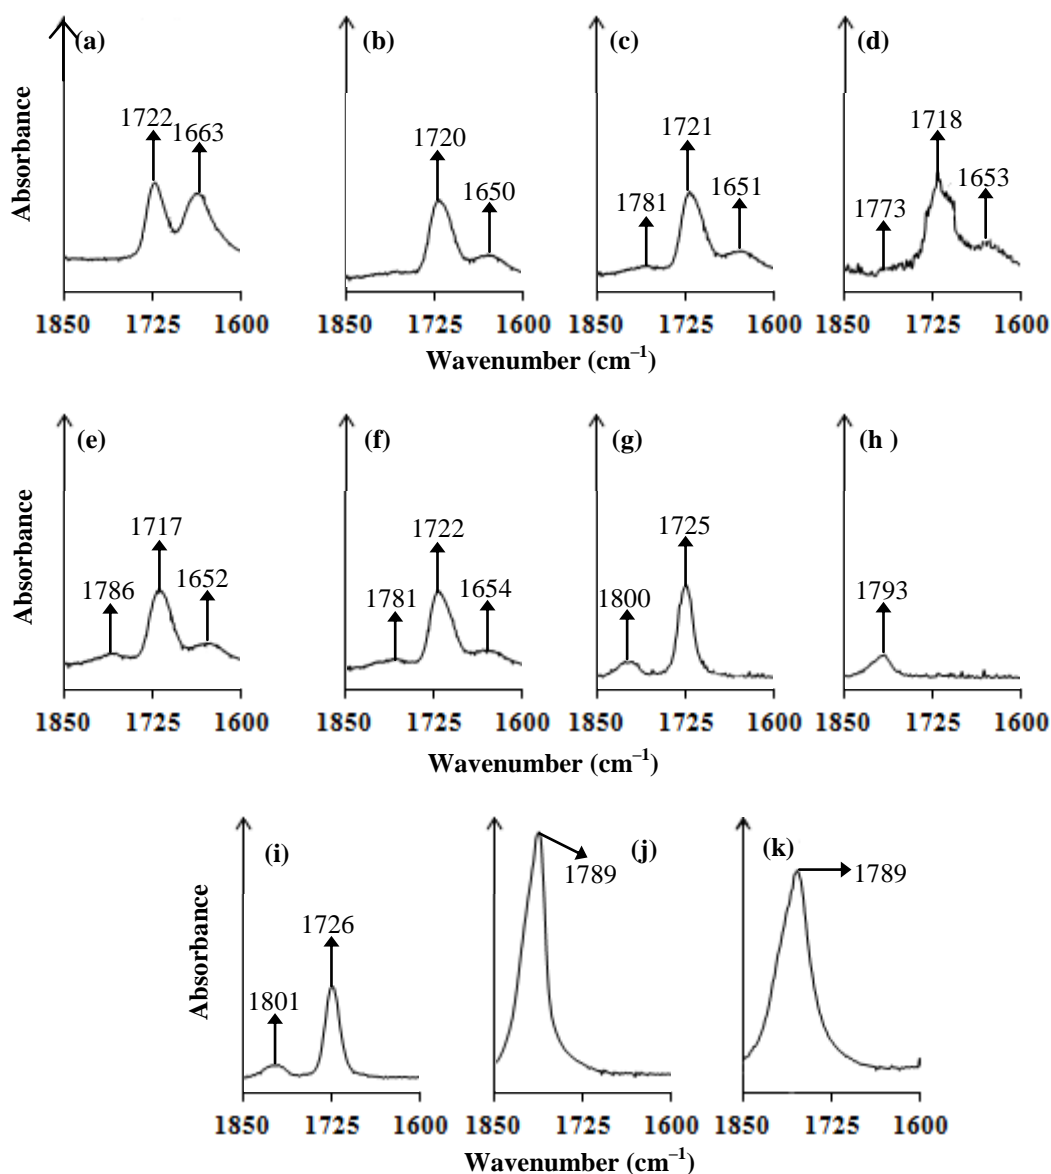 (a) (b) (c) (d)
1722 1663 1720 1650 1721 1781 1651 1718 1773 1653
Absorbance
1850 1725 1600 1850 1725 1600 1850 1725 1600 1850 1725 1600
Wavenumber (cm⁻¹)
(e) (f) (g) (h )
1717 1786 1652 1722 1781 1654 1725 1800 1793
Absorbance
1850 1725 1600 1850 1725 1600 1850 1725 1600 1850 1725 1600
Wavenumber (cm⁻¹)
(i) (j) (k)
1726 1801 1789 1789
Absorbance
1850 1725 1600 1850 1725 1600 1850 1725 1600
Wavenumber (cm⁻¹)